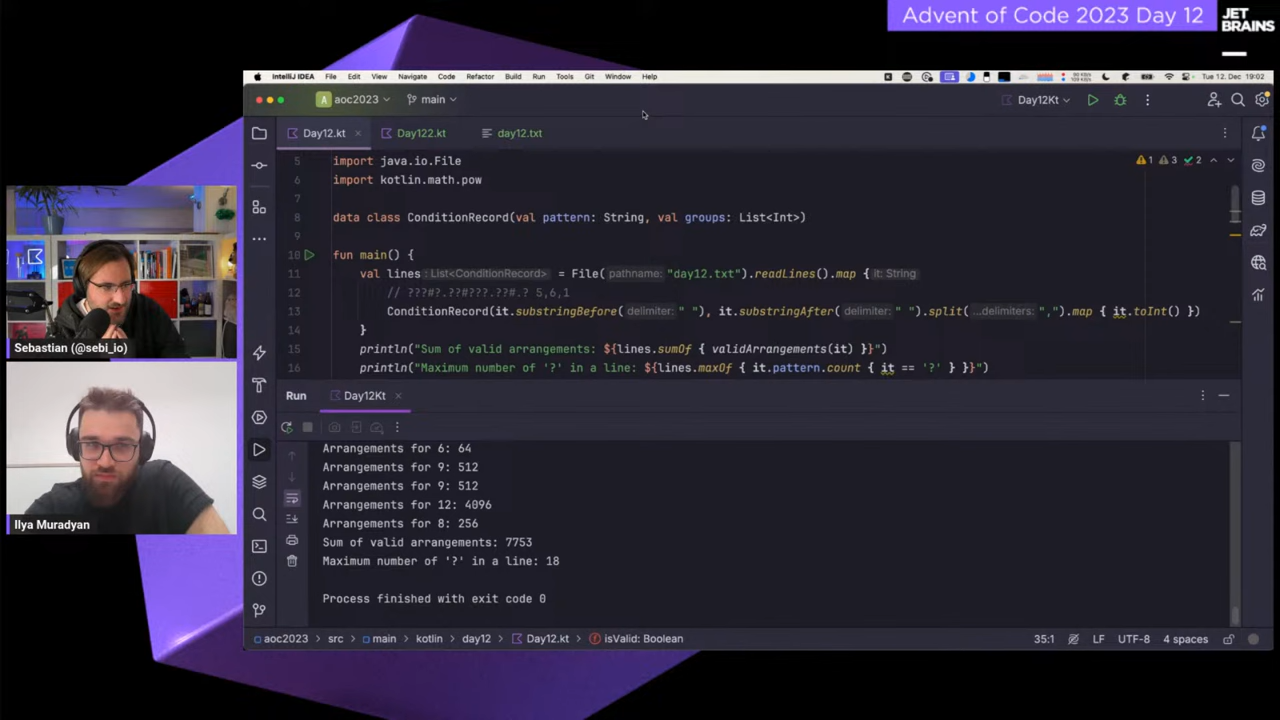 Advent of Code 2023 Day 12
JET
BRAINS
IntelliJ IDEA File Edit View Navigate Code Refactor Build Run Tools Git Window Help
Tue 12. Dec 19:02
A aoc2023 main Day12Kt
Day12.kt Day122.kt day12.txt
5 import java.io.File
1 3 2
6 import kotlin.math.pow
7
8 data class ConditionRecord(val pattern: String, val groups: List<Int>)
9
10 fun main() {
11 val lines : List<ConditionRecord> = File( pathname: "day12.txt").readLines().map { it: String
12 // ???#?.??#???.??#.? 5,6,1
13 ConditionRecord(it.substringBefore( delimiter: " "), it.substringAfter( delimiter: " ").split( ...delimiters: ",").map { it.toInt() })
14 }
15 println("Sum of valid arrangements: ${lines.sumOf { validArrangements(it) }}")
16 println("Maximum number of '?' in a line: ${lines.maxOf { it.pattern.count { it == '?' } }}")
Sebastian (@sebi_io)
Ilya Muradyan
Run Day12Kt
Arrangements for 6: 64
Arrangements for 9: 512
Arrangements for 9: 512
Arrangements for 12: 4096
Arrangements for 8: 256
Sum of valid arrangements: 7753
Maximum number of '?' in a line: 18
Process finished with exit code 0
aoc2023 > src > main > kotlin > day12 > Day12.kt > isValid: Boolean
35:1 LF UTF-8 4 spaces